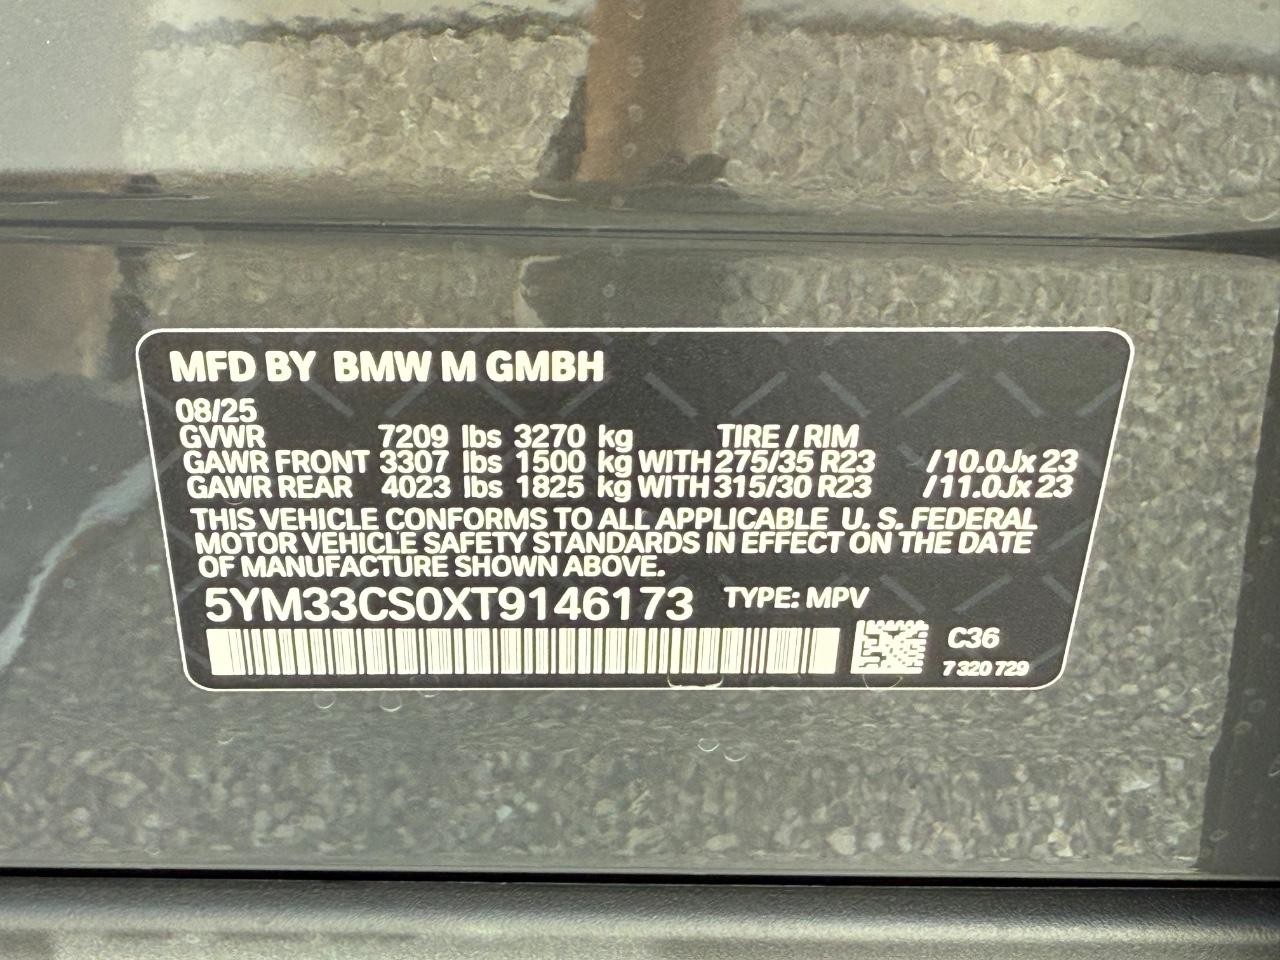 MFD BY BMW M GMBH
08/25
GVWR 7209 lbs 3270 kg TIRE / RIM
GAWR FRONT 3307 lbs 1500 kg WITH 275/35 R23 /10.0Jx 23
GAWR REAR 4023 lbs 1825 kg WITH 315/30 R23 /11.0Jx 23
THIS VEHICLE CONFORMS TO ALL APPLICABLE U. S. FEDERAL
MOTOR VEHICLE SAFETY STANDARDS IN EFFECT ON THE DATE
OF MANUFACTURE SHOWN ABOVE.
5YM33CS0XT9146173 TYPE: MPV
C36
7 320 729